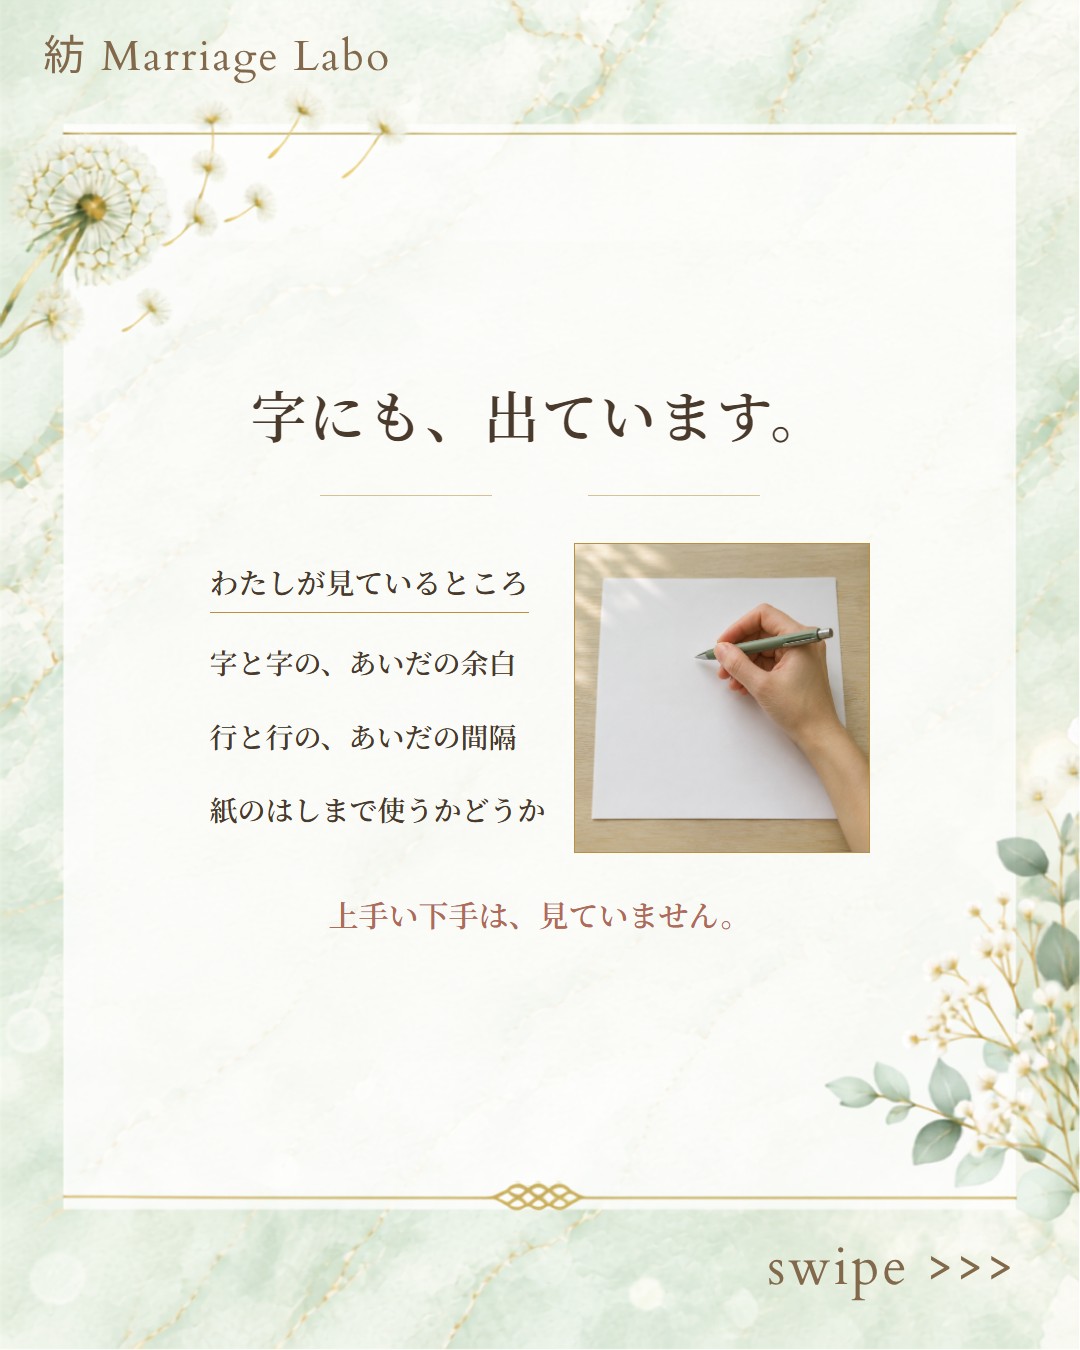 紡 Marriage Labo
字にも、出ています。
わたしが見ているところ
字と字の、あいだの余白
行と行の、あいだの間隔
紙のはしまで使うかどうか
上手い下手は、見ていません。
swipe >>>